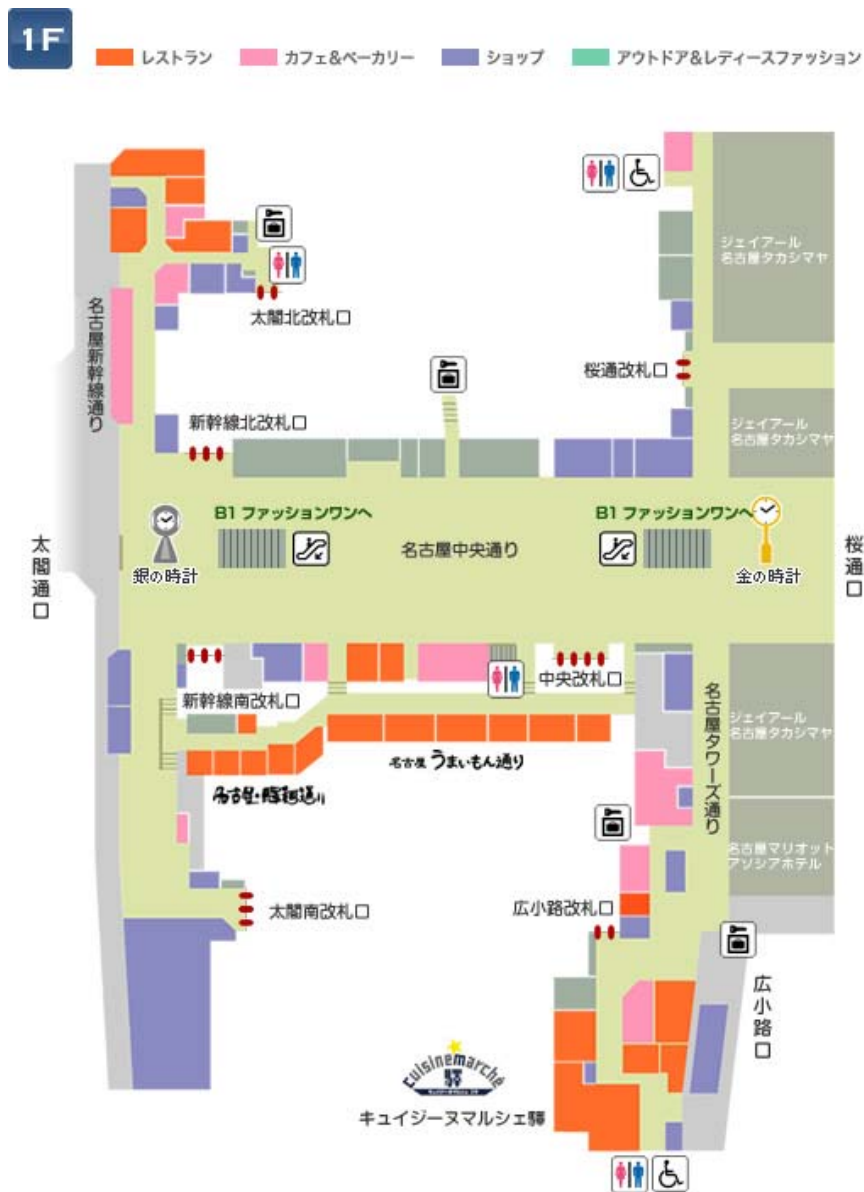 1F
レストラン
カフェ&ベーカリー
ショップ
アウトドア&レディースファッション
ジェイアール
名古屋タカシマヤ
太閤北改札口
名古屋新幹線通り
桜通改札口
新幹線北改札口
ジェイアール
名古屋タカシマヤ
B1 ファッションワンへ
B1 ファッションワンへ
太閤通口
銀の時計
名古屋中央通り
金の時計
桜通口
新幹線南改札口
中央改札口
名古屋タワーズ通り
ジェイアール
名古屋タカシマヤ
名古屋 うまいもん通り
名古屋マリオット
アソシアホテル
太閤南改札口
広小路改札口
広小路口
cuisinemarché
驛
キュイジーヌマルシェ驛